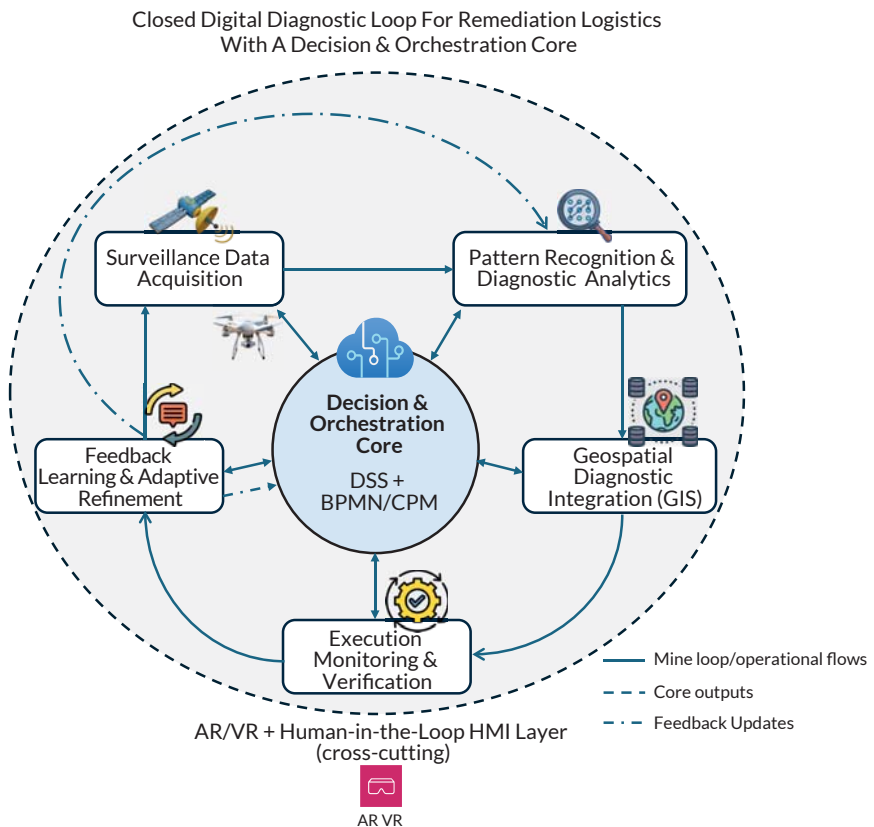 Closed Digital Diagnostic Loop For Remediation Logistics
With A Decision & Orchestration Core
Surveillance Data
Acquisition
Pattern Recognition &
Diagnostic Analytics
Decision &
Orchestration
Core
DSS +
BPMN/CPM
Feedback
Learning & Adaptive
Refinement
Geospatial
Diagnostic
Integration (GIS)
Execution
Monitoring &
Verification
Mine loop/operational flows
Core outputs
Feedback Updates
AR/VR + Human-in-the-Loop HMI Layer
(cross-cutting)
AR VR